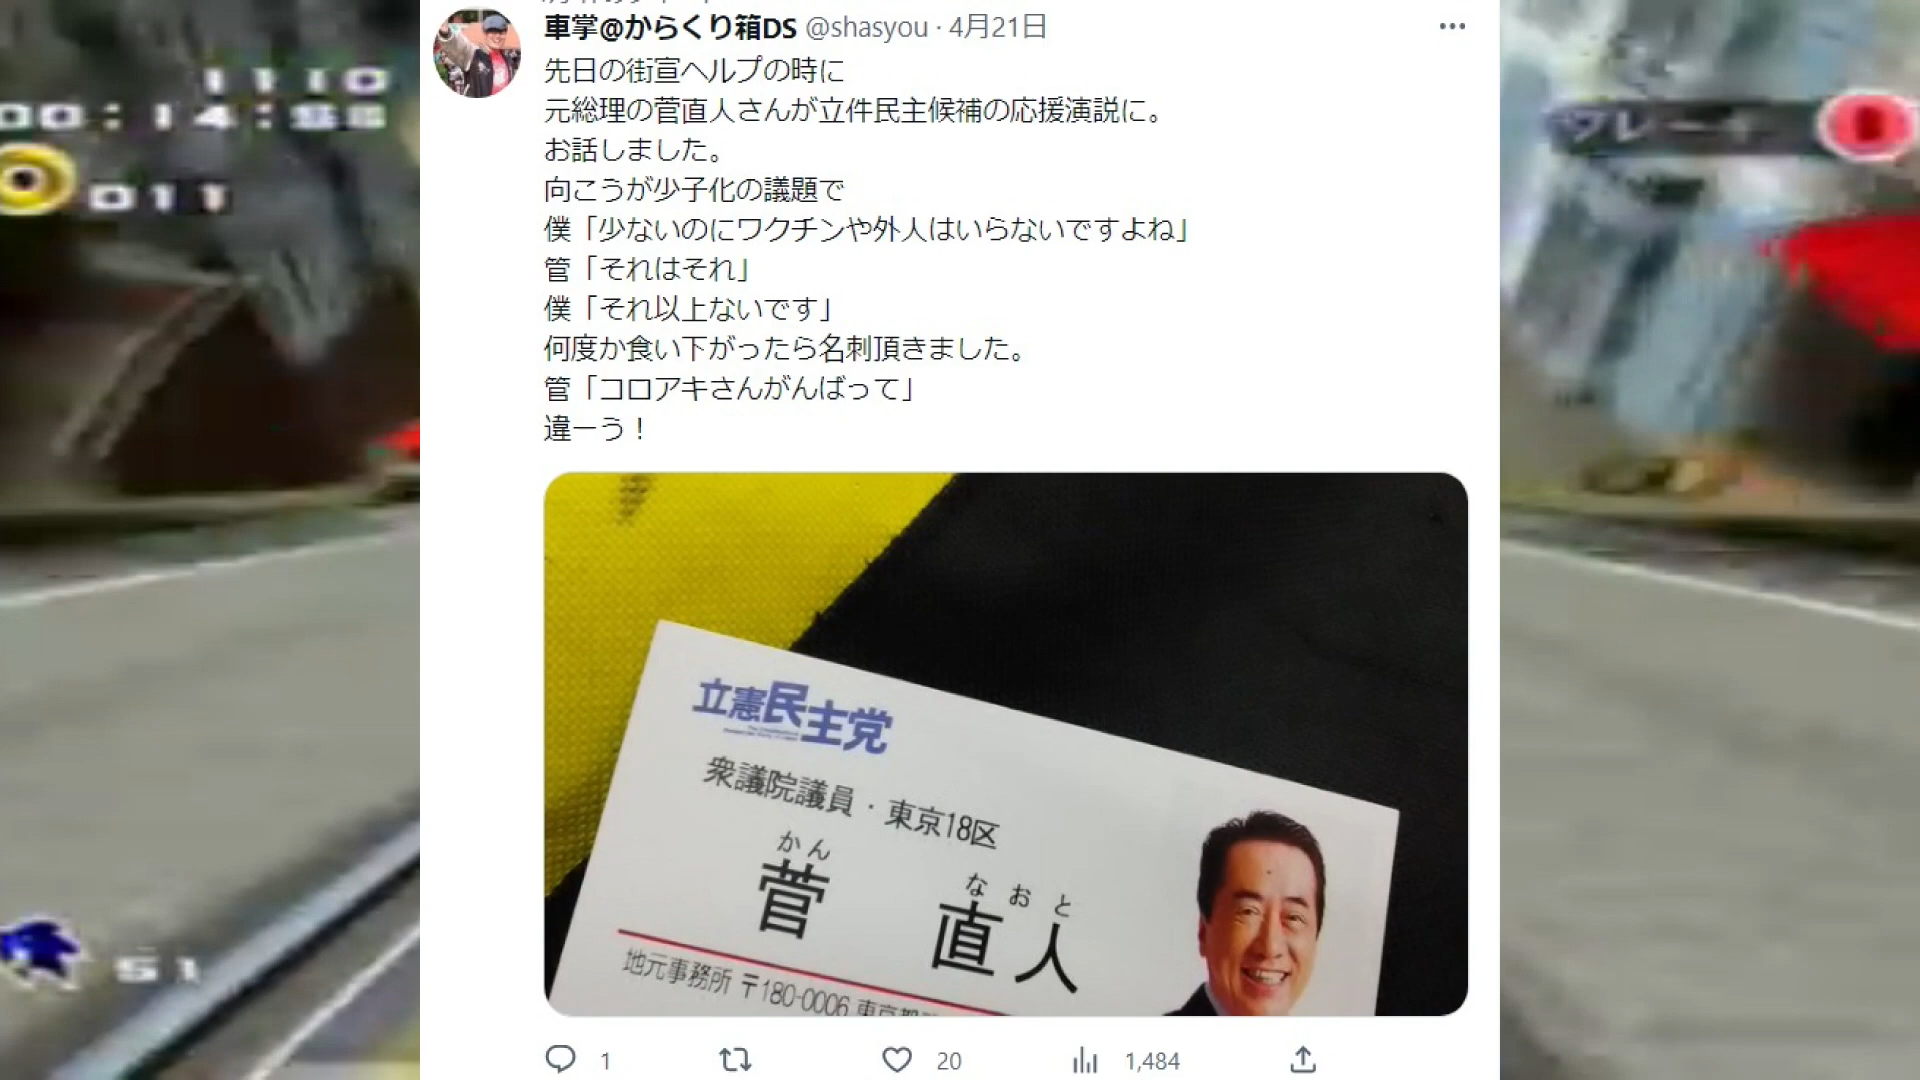 車掌@からくり箱DS @shasyou · 4月21日
先日の街宣ヘルプの時に
元総理の菅直人さんが立件民主候補の応援演説に。
お話しました。
向こうが少子化の議題で
僕「少ないのにワクチンや外人はいらないですよね」
管「それはそれ」
僕「それ以上ないです」
何度か食い下がったら名刺頂きました。
管「コロアキさんがんばって」
違ーう！
立憲民主党
衆議院議員・東京18区
かん なおと
菅 直人
地元事務所 〒180-0006
1
20
1,484
1110
00:14:58
011
51